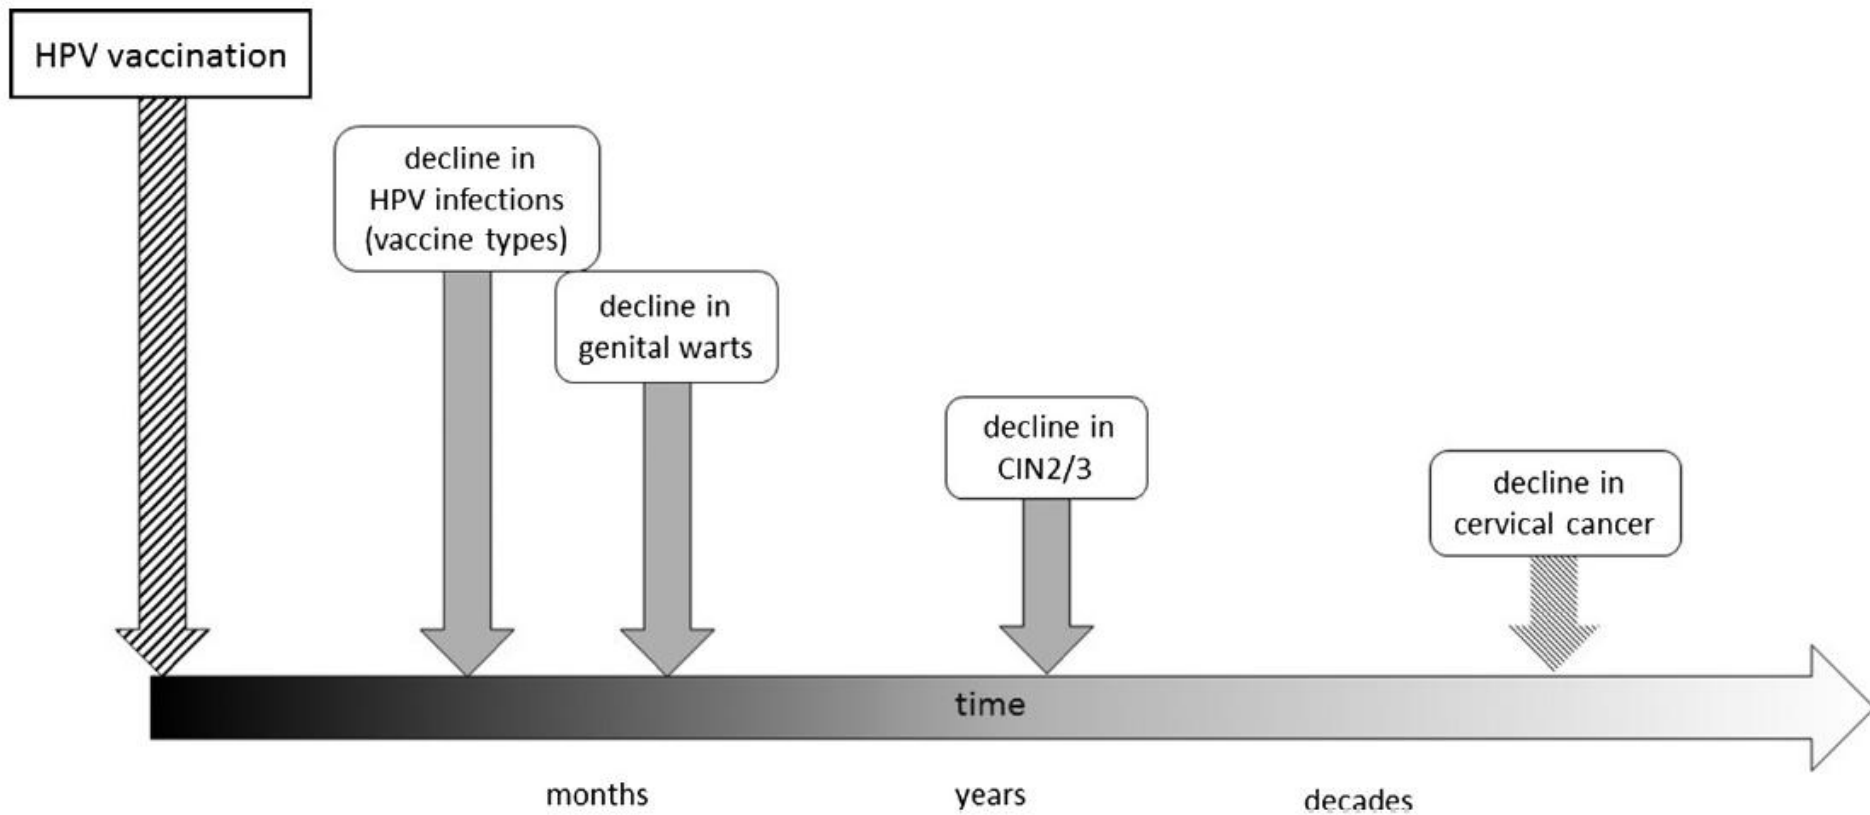 HPV vaccination
decline in
HPV infections
(vaccine types)
decline in
genital warts
decline in
CIN2/3
decline in
cervical cancer
time
months
years
decades